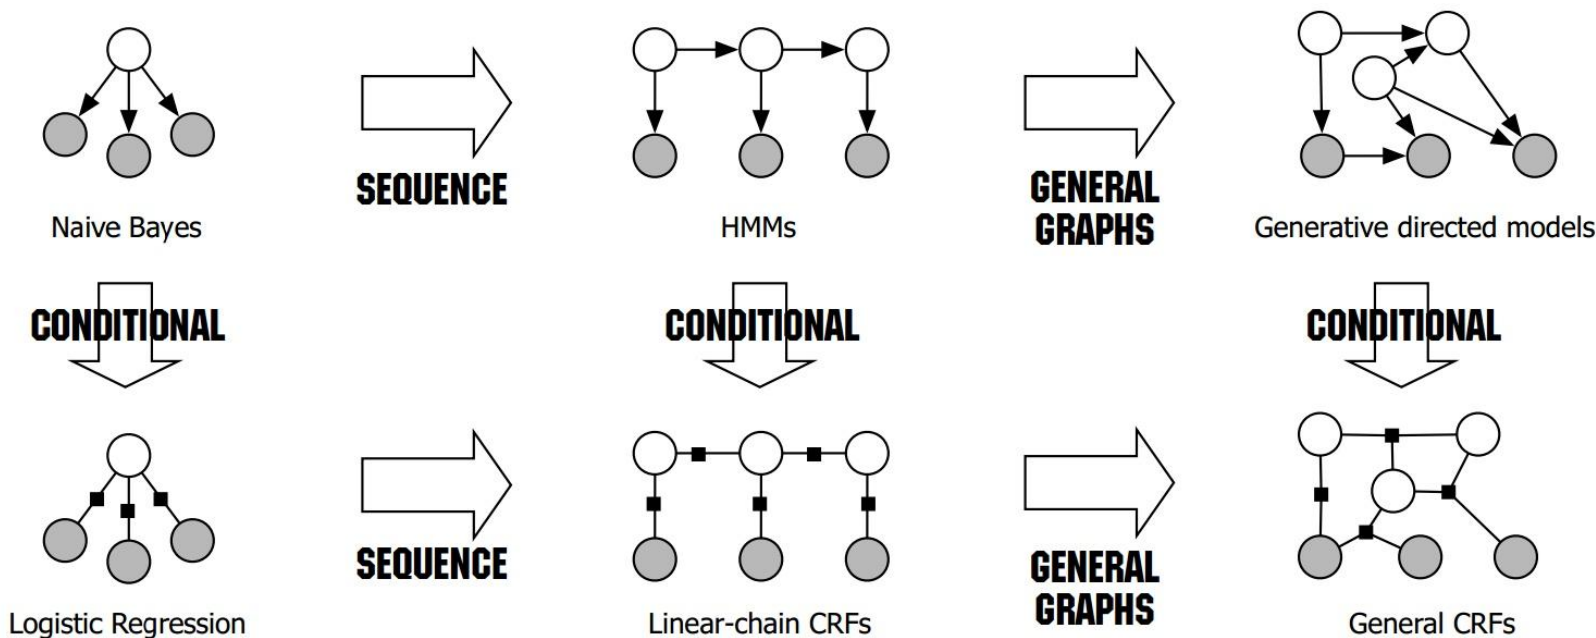 SEQUENCE
GENERAL
GRAPHS
Naive Bayes
HMMs
Generative directed models
CONDITIONAL
CONDITIONAL
CONDITIONAL
SEQUENCE
GENERAL
GRAPHS
Logistic Regression
Linear-chain CRFs
General CRFs